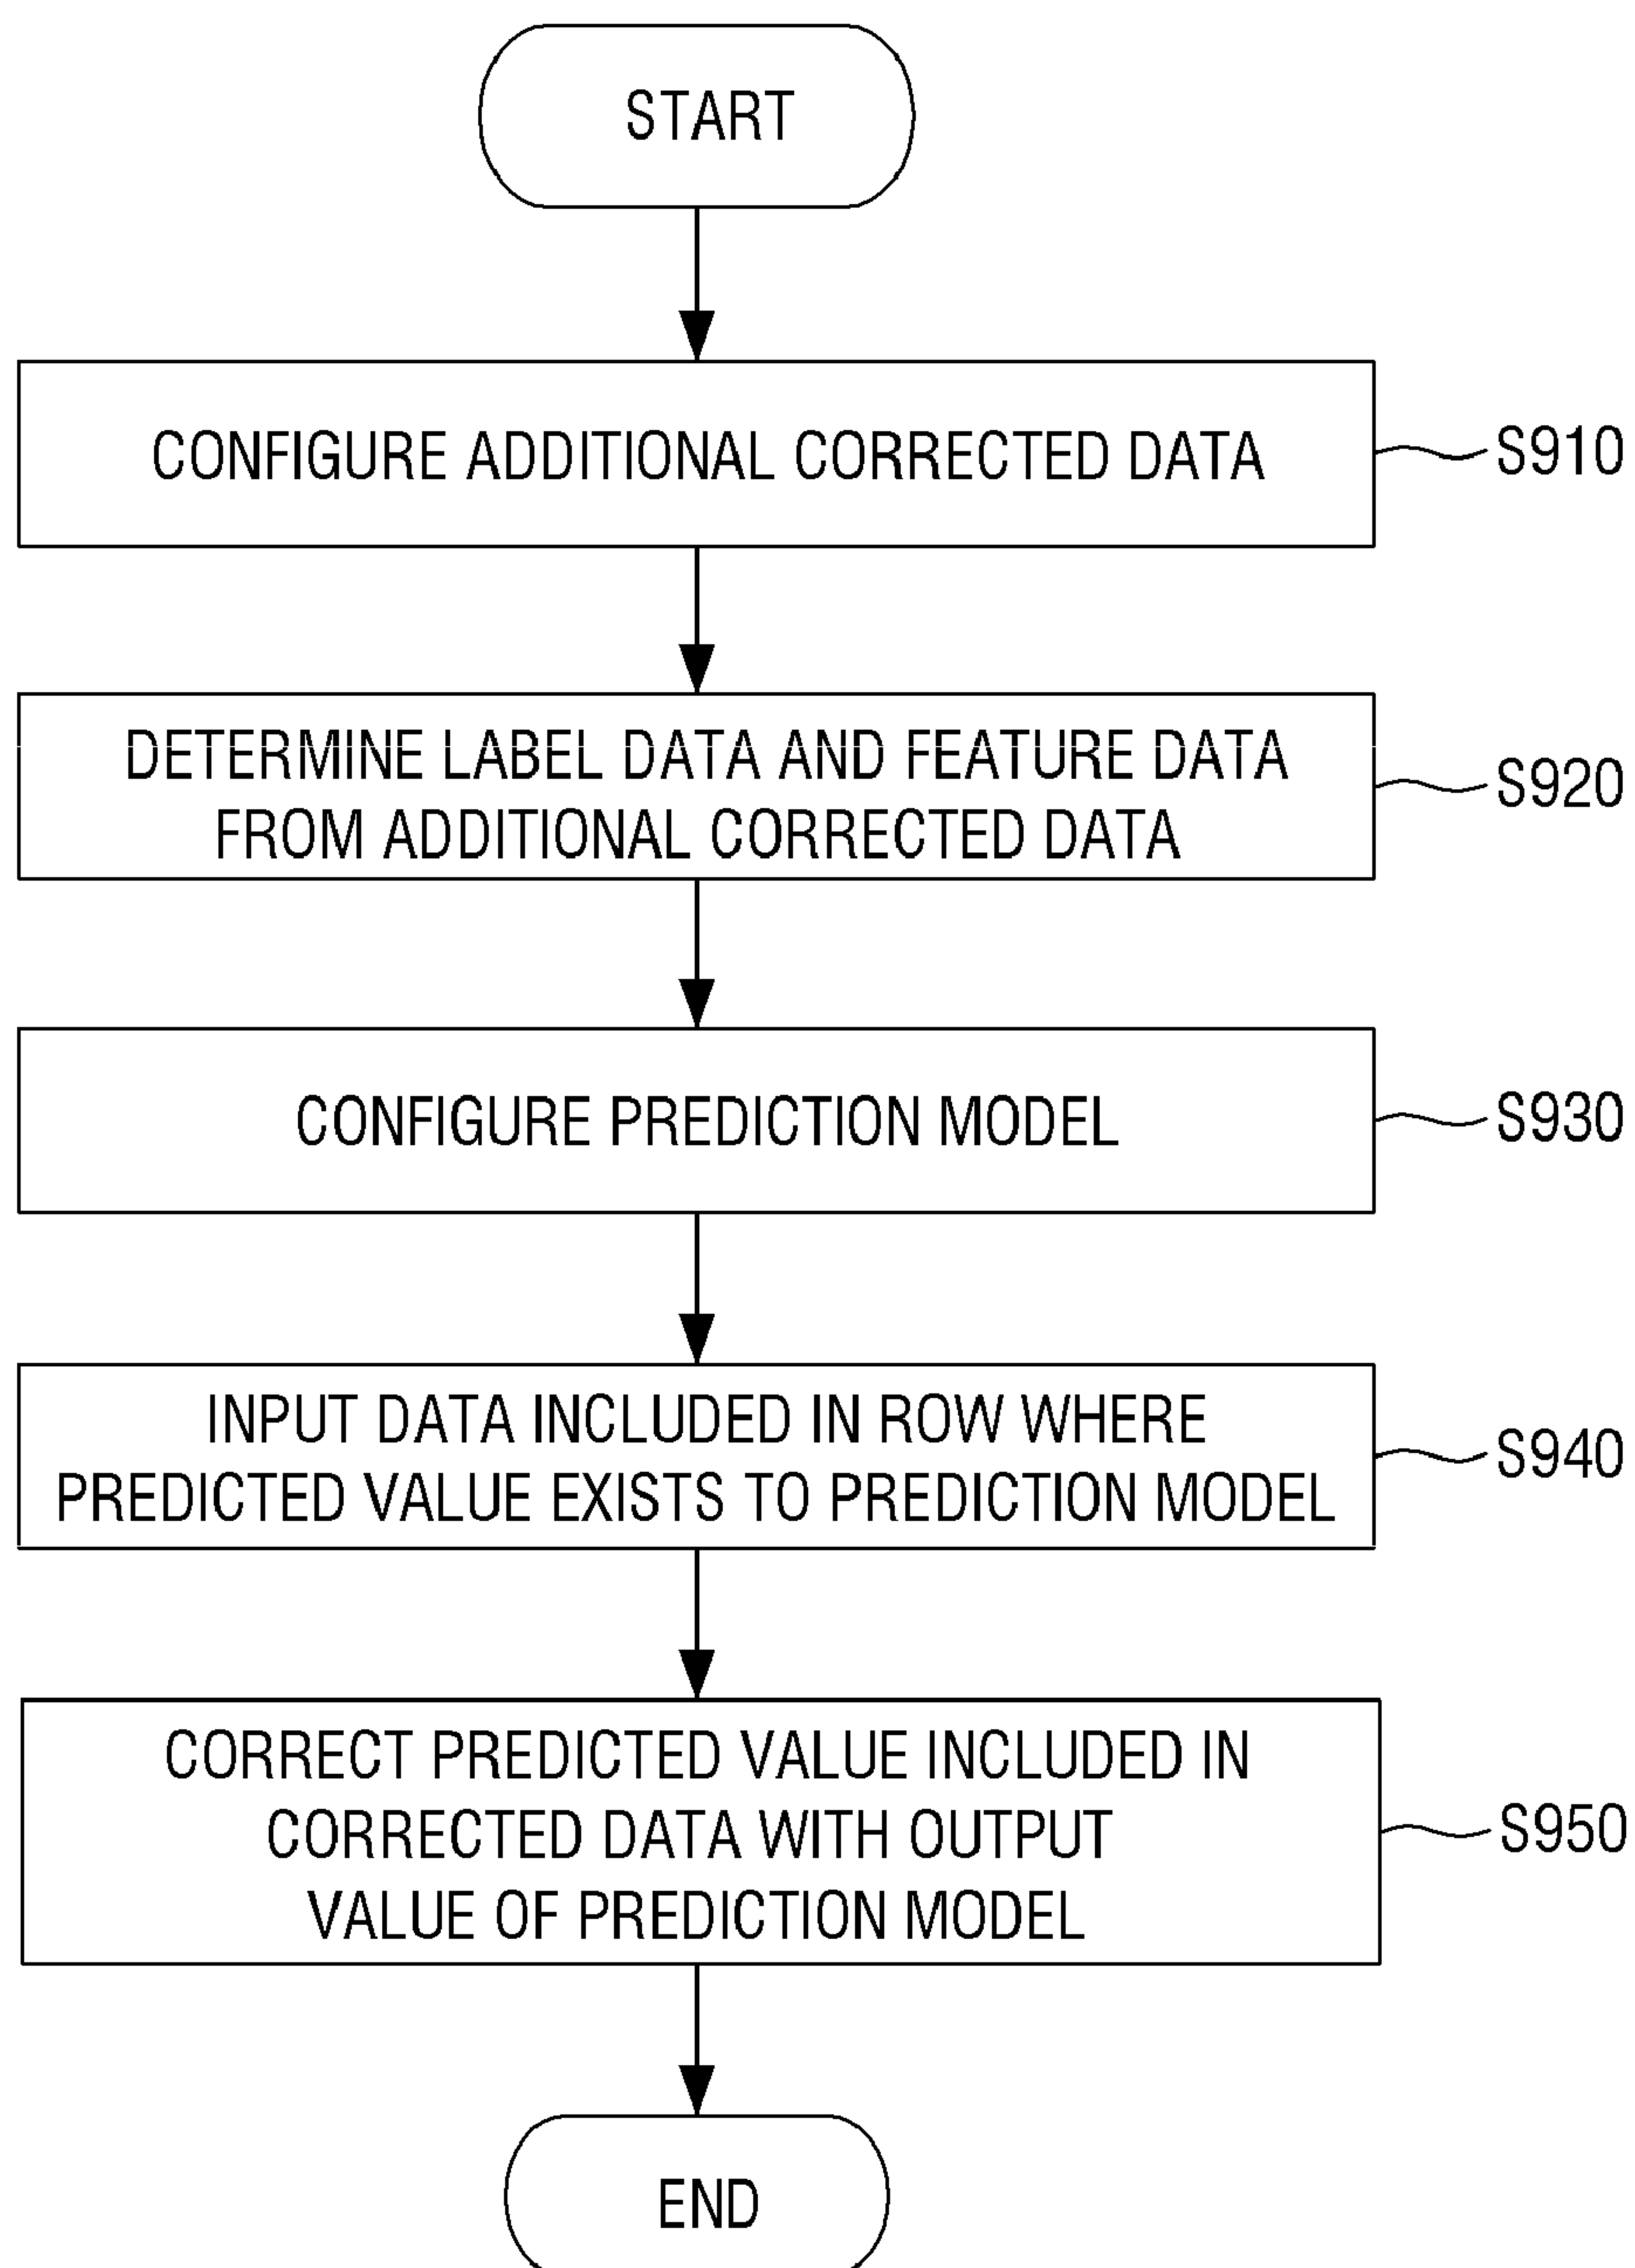 START
CONFIGURE ADDITIONAL CORRECTED DATA
S910
DETERMINE LABEL DATA AND FEATURE DATA
FROM ADDITIONAL CORRECTED DATA
S920
CONFIGURE PREDICTION MODEL
S930
INPUT DATA INCLUDED IN ROW WHERE
PREDICTED VALUE EXISTS TO PREDICTION MODEL
S940
CORRECT PREDICTED VALUE INCLUDED IN
CORRECTED DATA WITH OUTPUT
VALUE OF PREDICTION MODEL
S950
END